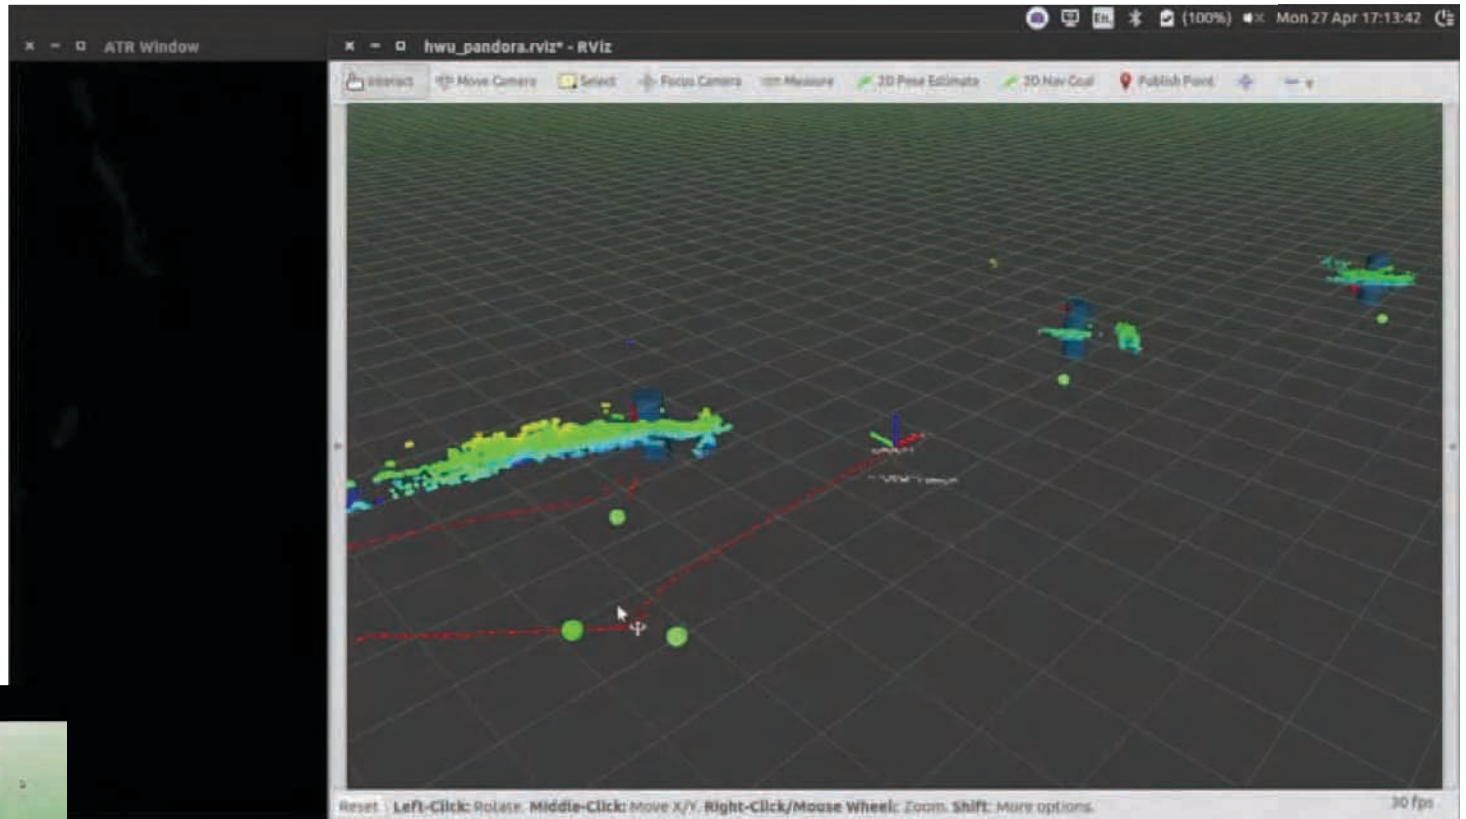 En (100%) Mon 27 Apr 17:13:42
ATR Window
hwu_pandora.rviz* - RViz
Interact Move Camera Select Focus Camera Measure 2D Pose Estimate 2D Nav Goal Publish Point
Reset Left-Click: Rotate. Middle-Click: Move X/Y. Right-Click/Mouse Wheel: Zoom. Shift: More options.
30 fps